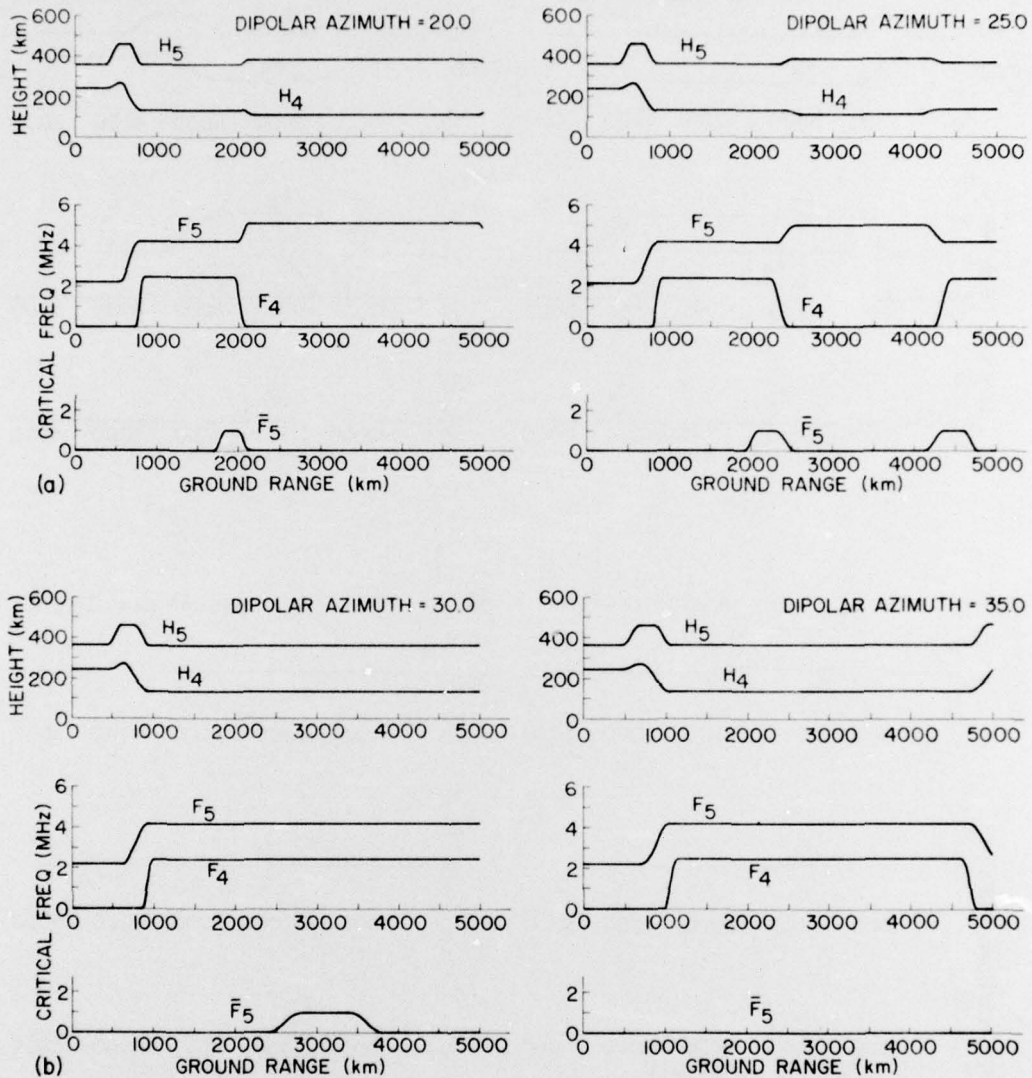 DIPOLAR AZIMUTH = 20.0
HEIGHT (km)
600
400
200
0
H5
H4
0 1000 2000 3000 4000 5000
CRITICAL FREQ (MHz)
6
4
2
0
F5
F4
0 1000 2000 3000 4000 5000
2
0
F̄5
0 1000 2000 3000 4000 5000
(a)
GROUND RANGE (km)
DIPOLAR AZIMUTH = 25.0
600
400
200
0
H5
H4
0 1000 2000 3000 4000 5000
6
4
2
0
F5
F4
0 1000 2000 3000 4000 5000
2
0
F̄5
0 1000 2000 3000 4000 5000
GROUND RANGE (km)
DIPOLAR AZIMUTH = 30.0
HEIGHT (km)
600
400
200
0
H5
H4
0 1000 2000 3000 4000 5000
CRITICAL FREQ (MHz)
6
4
2
0
F5
F4
0 1000 2000 3000 4000 5000
2
0
F̄5
0 1000 2000 3000 4000 5000
(b)
GROUND RANGE (km)
DIPOLAR AZIMUTH = 35.0
600
400
200
0
H5
H4
0 1000 2000 3000 4000 5000
6
4
2
0
F5
F4
0 1000 2000 3000 4000 5000
2
0
F̄5
0 1000 2000 3000 4000 5000
GROUND RANGE (km)